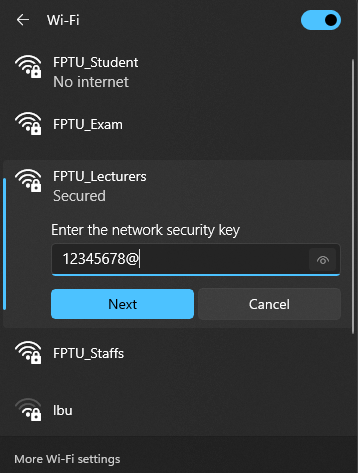 Wi-Fi
FPTU_Student
No internet
FPTU_Exam
FPTU_Lecturers
Secured
Enter the network security key
12345678@
Next Cancel
FPTU_Staffs
Ibu
More Wi-Fi settings